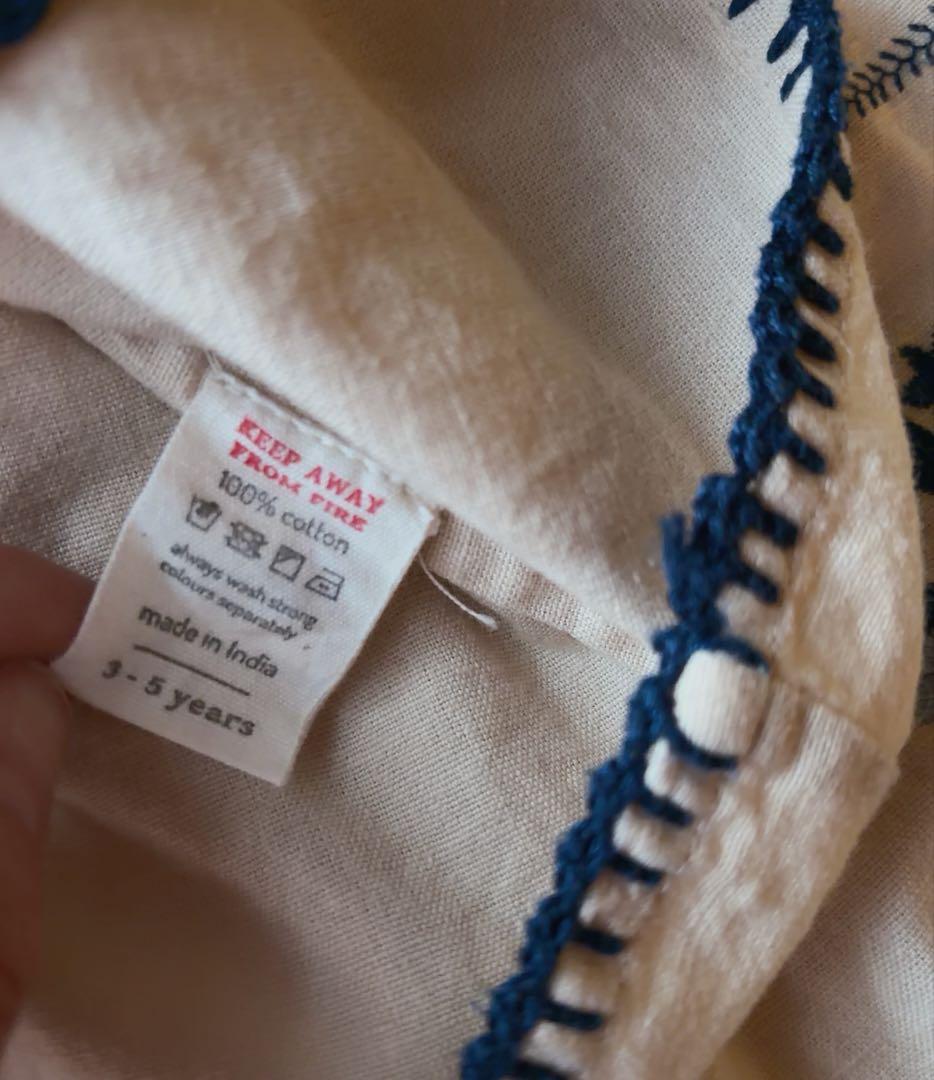 KEEP AWAY
FROM FIRE
100% cotton
always wash strong
colours separately
made in India
3 - 5 years